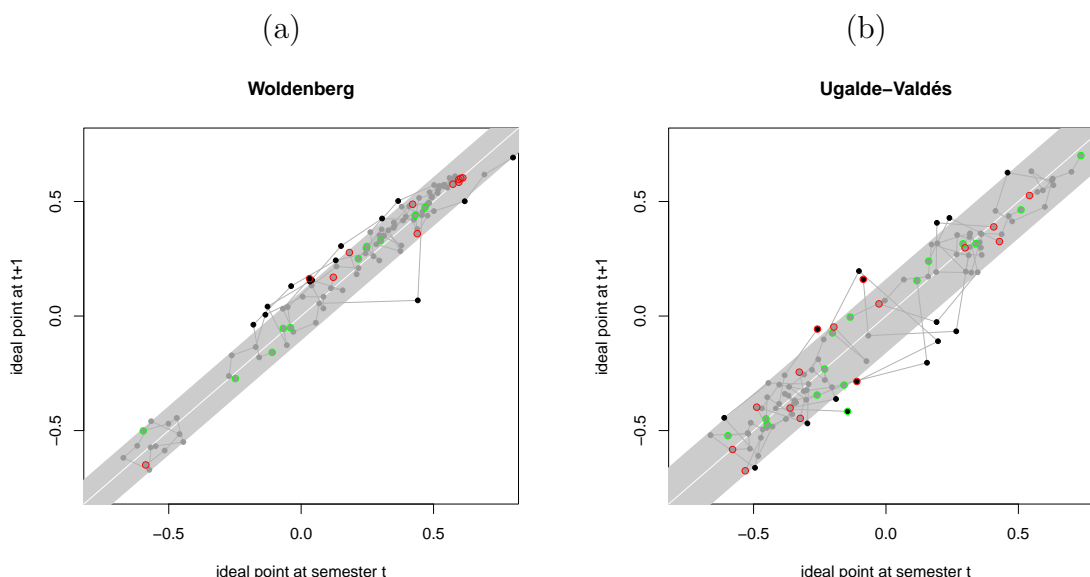 (a)
Woldenberg
ideal point at t+1
0.5
0.0
−0.5
−0.5
0.0
0.5
ideal point at semester t
(b)
Ugalde−Valdés
ideal point at t+1
0.5
0.0
−0.5
−0.5
0.0
0.5
ideal point at semester t